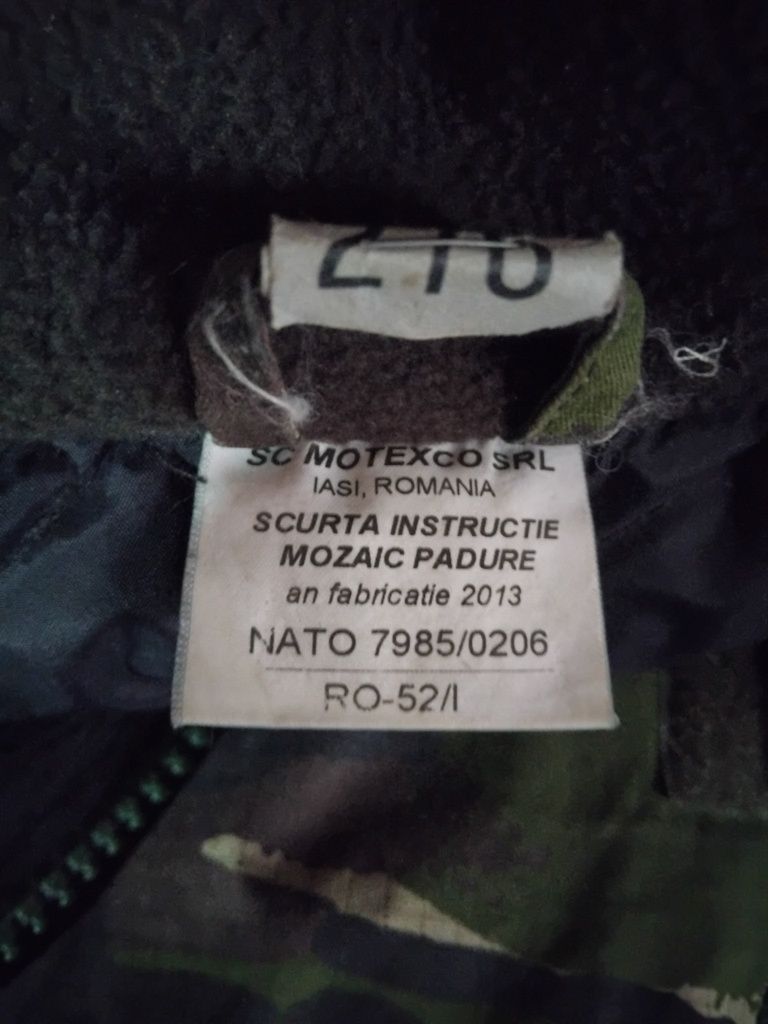 SC MOTEXCO SRL
IASI, ROMANIA
SCURTA INSTRUCTIE
MOZAIC PADURE
an fabricatie 2013
NATO 7985/0206
RO-52/I